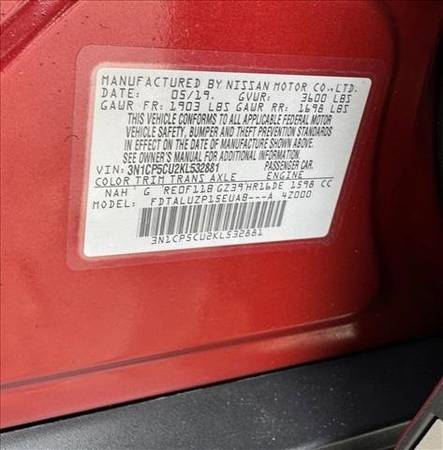 MANUFACTURED BY NISSAN MOTOR CO.,LTD.
DATE: 05/19. GVWR: 3600 LBS
GAWR FR: 1903 LBS GAWR RR: 1698 LBS
THIS VEHICLE CONFORMS TO ALL APPLICABLE FEDERAL MOTOR
VEHICLE SAFETY, BUMPER AND THEFT PREVENTION STANDARDS
IN EFFECT ON THE DATE OF MANUFACTURE SHOWN ABOVE.
SEE OWNER'S MANUAL FOR ADDITIONAL INFORMATION
VIN: 3N1CP5CU2KL532881 PASSENGER CAR.
COLOR TRIM TRANS AXLE ENGINE
NAH G RE0F11B GZ39 HR16DE 1598 CC
MODEL: FDTALUZP15EUA8---A 42000
3N1CP5CU2KL532881